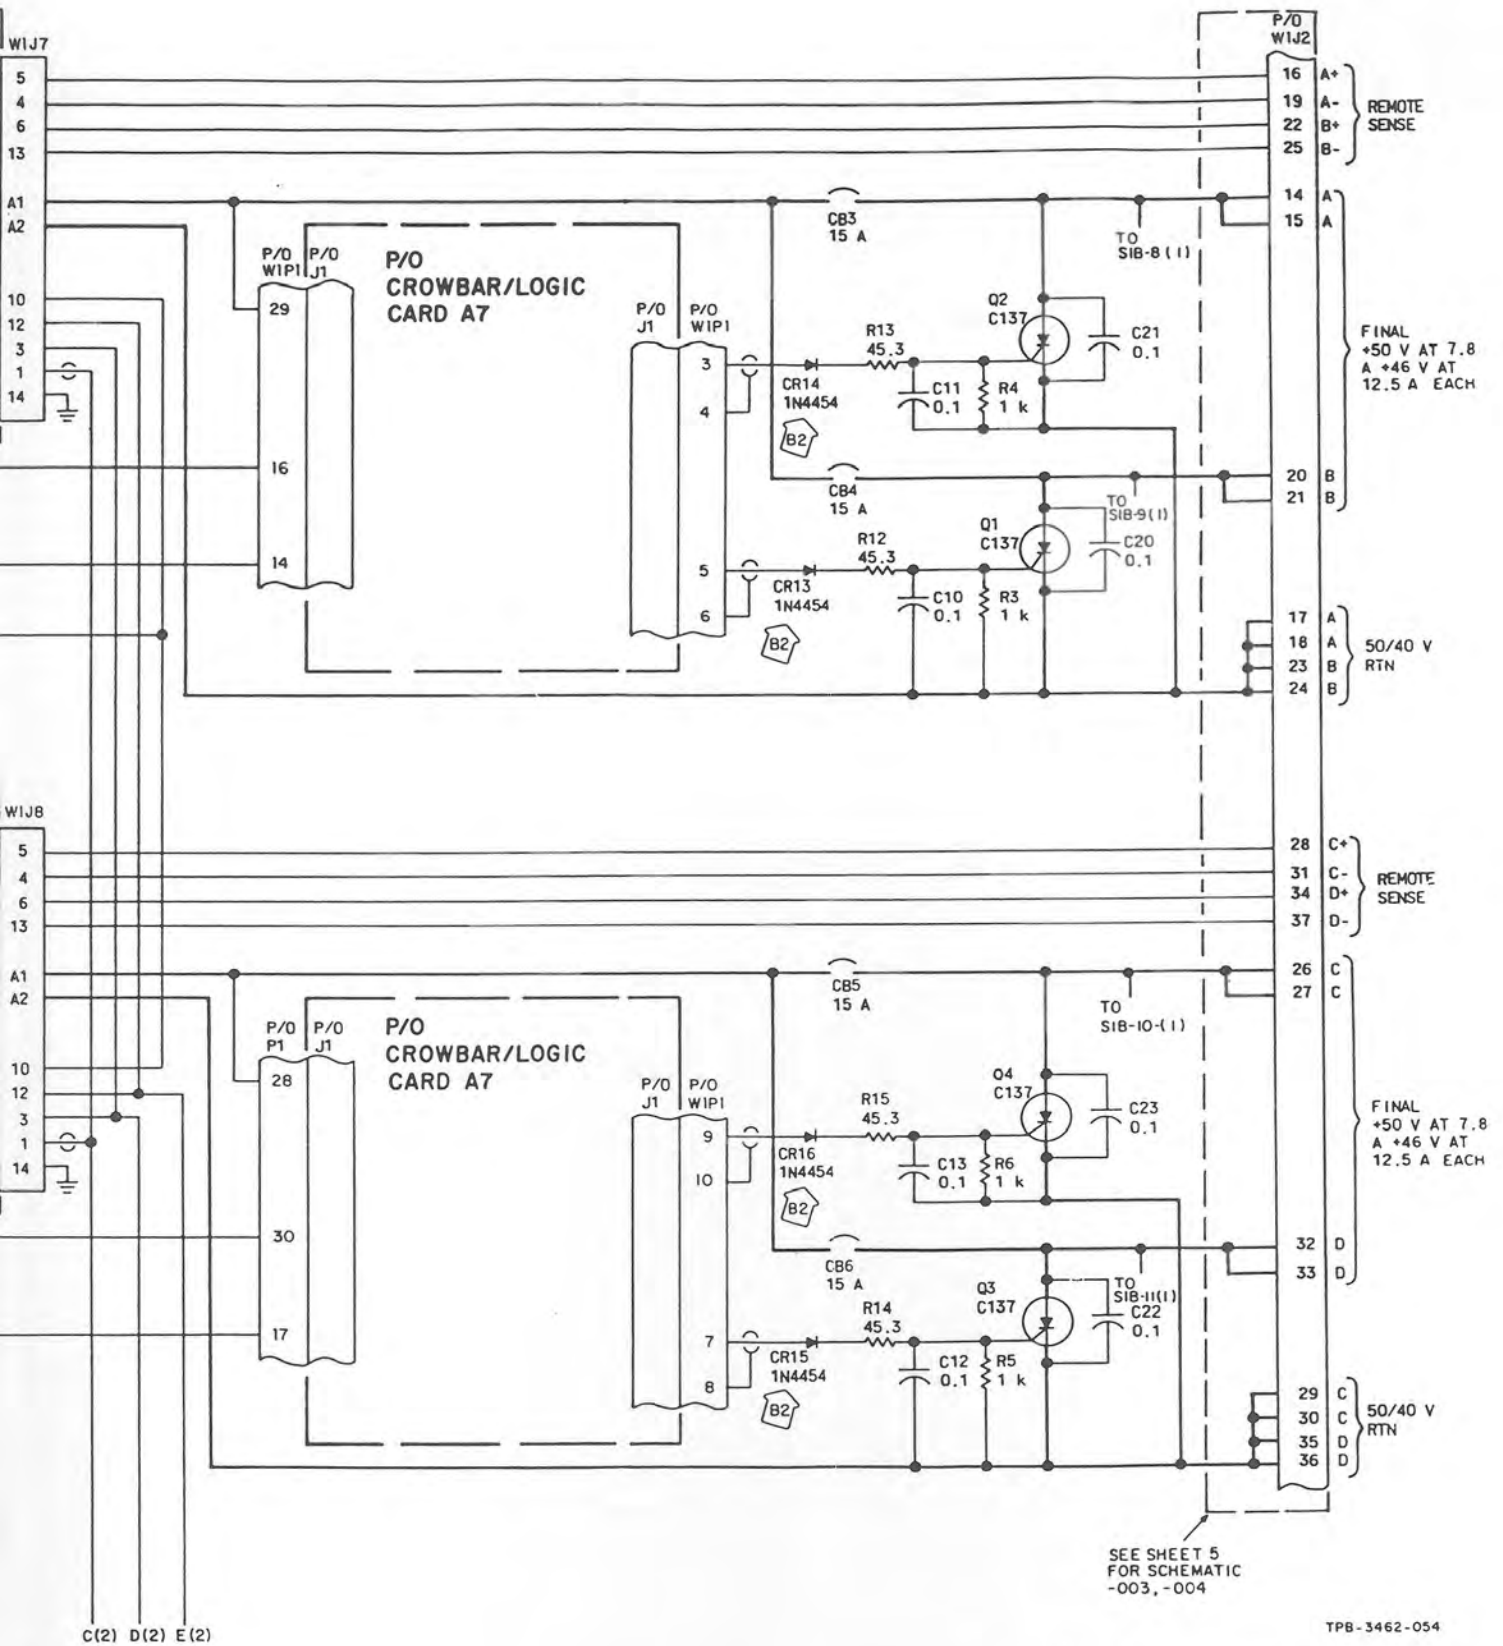 P/O
W1J2
W1J7
5
4
6
13
A1
A2
10
12
3
1
14
16 A+
19 A-
22 B+
25 B-
REMOTE
SENSE
14 A
15 A
CB3
15 A
TO
S1B-8(1)
P/O P/O
W1P1 J1
29
16
14
P/O
CROWBAR/LOGIC
CARD A7
P/O P/O
J1 W1P1
3
4
5
6
CR14
1N4454
B2
R13
45.3
C11
0.1
R4
1 k
Q2
C137
C21
0.1
FINAL
+50 V AT 7.8
A +46 V AT
12.5 A EACH
CB4
15 A
TO
S1B-9(1)
20 B
21 B
R12
45.3
Q1
C137
C20
0.1
CR13
1N4454
B2
C10
0.1
R3
1 k
17 A
18 A
23 B
24 B
50/40 V
RTN
W1J8
5
4
6
13
A1
A2
10
12
3
1
14
28 C+
31 C-
34 D+
37 D-
REMOTE
SENSE
26 C
27 C
CB5
15 A
TO
S1B-10-(1)
P/O P/O
P1 J1
28
30
17
P/O
CROWBAR/LOGIC
CARD A7
P/O P/O
J1 W1P1
9
10
7
8
CR16
1N4454
B2
R15
45.3
C13
0.1
R6
1 k
Q4
C137
C23
0.1
FINAL
+50 V AT 7.8
A +46 V AT
12.5 A EACH
CB6
15 A
TO
S1B-11(1)
32 D
33 D
R14
45.3
Q3
C137
C22
0.1
CR15
1N4454
B2
C12
0.1
R5
1 k
29 C
30 C
35 D
36 D
50/40 V
RTN
SEE SHEET 5
FOR SCHEMATIC
-003, -004
C(2) D(2) E(2)
TPB-3462-054